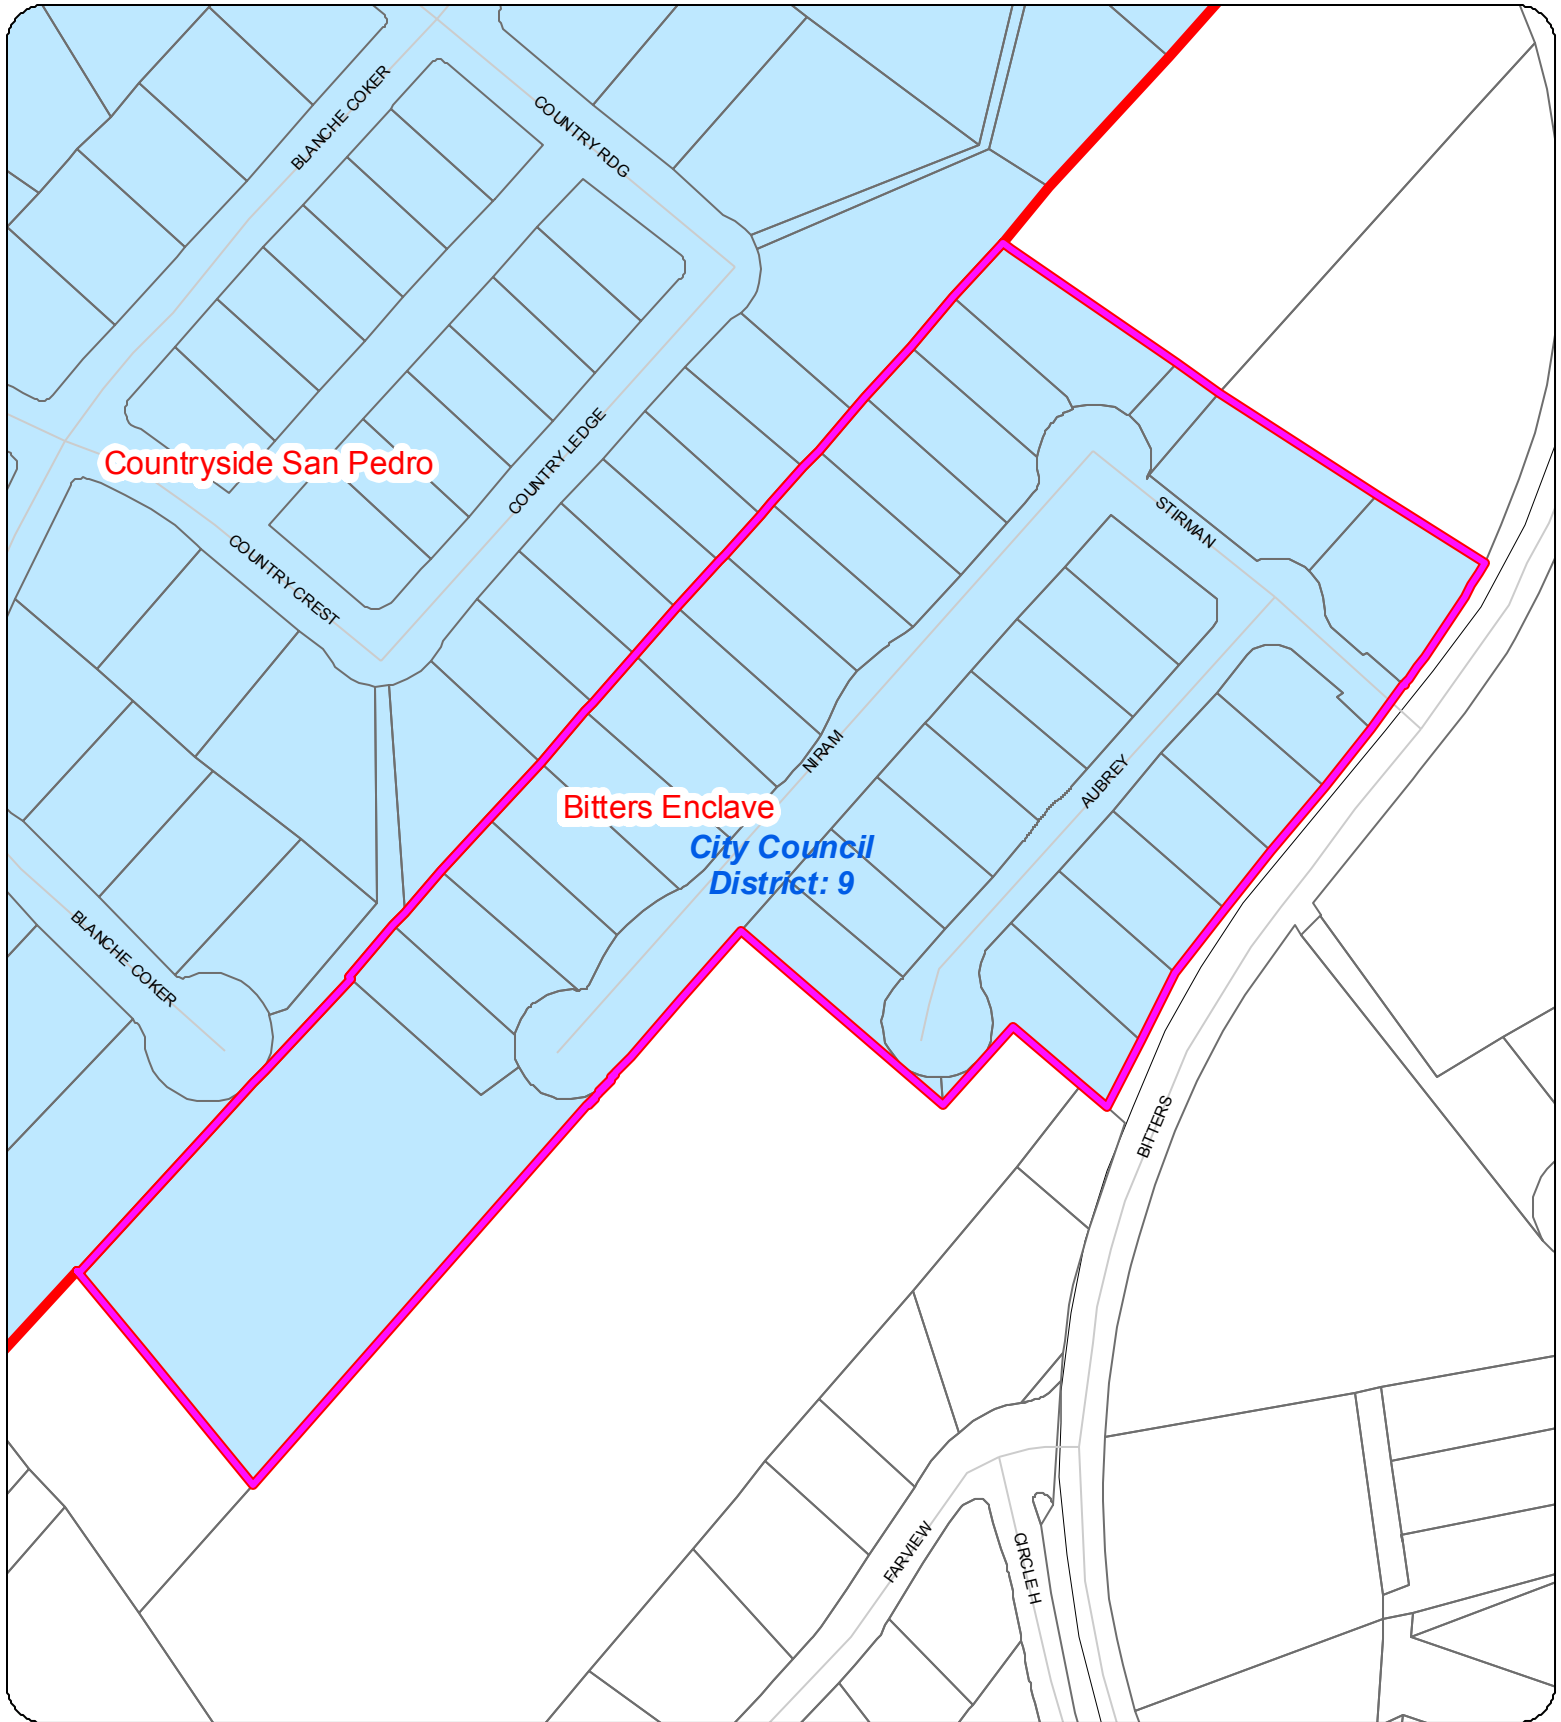 BLANCHE COKER
COUNTRY RDG
Countryside San Pedro
COUNTRY LEDGE
STIRMAN
COUNTRY CREST
NIRAM
AUBREY
Bitters Enclave
City Council
District: 9
BLANCHE COKER
BITTERS
FARVIEW
CIRCLE H